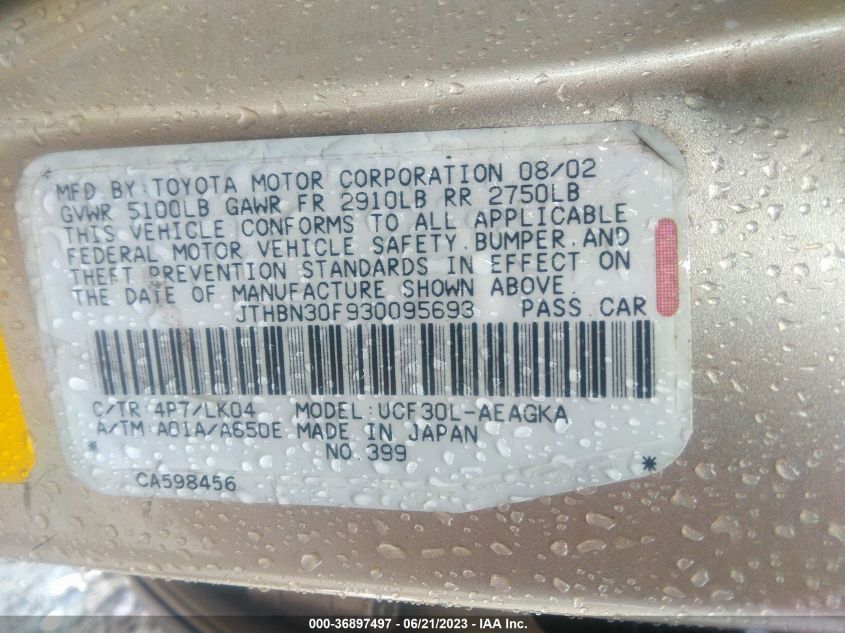 MFD BY:TOYOTA MOTOR CORPORATION 08/02
GVWR 5100LB GAWR FR 2910LB RR 2750LB
THIS VEHICLE CONFORMS TO ALL APPLICABLE
FEDERAL MOTOR VEHICLE SAFETY.BUMPER.AND
THEFT PREVENTION STANDARDS IN EFFECT ON
THE DATE OF MANUFACTURE SHOWN ABOVE.
JTHBN30F930095693 PASS.CAR
C/TR 4P7/LK04 MODEL:UCF30L-AEAGKA
A/TM A01A/A650E MADE IN JAPAN
* NO.399 *
CA598456
000-36897497 - 06/21/2023 - IAA Inc.